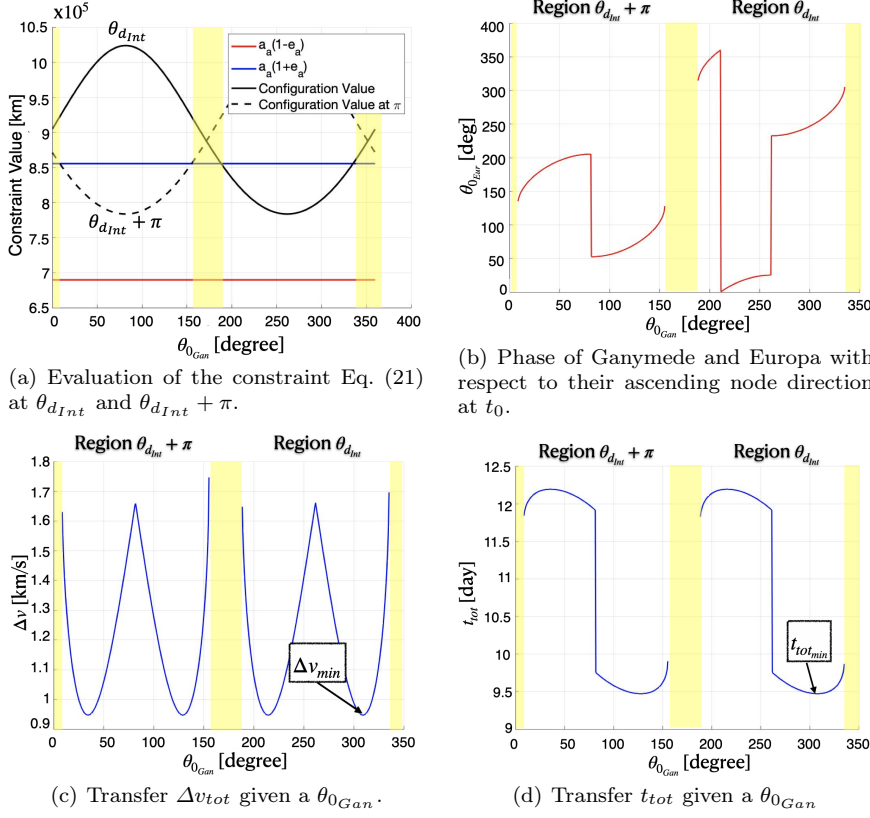 x10⁵
θ_{d_{Int}}
a_a(1-e_a)
a_a(1+e_a)
Configuration Value
Configuration Value at π
θ_{d_{Int}} + π
Constraint Value [km]
10.5
10
9.5
9
8.5
8
7.5
7
6.5
0 50 100 150 200 250 300 350 400
θ_{0_{Gan}} [degree]
(a) Evaluation of the constraint Eq. (21)
at θ_{d_{Int}} and θ_{d_{Int}} + π.
Region θ_{d_{Int}} + π Region θ_{d_{Int}}
θ_{0_{Eur}} [deg]
400
350
300
250
200
150
100
50
0
0 50 100 150 200 250 300 350
θ_{0_{Gan}} [degree]
(b) Phase of Ganymede and Europa with
respect to their ascending node direction
at t₀.
Region θ_{d_{Int}} + π Region θ_{d_{Int}}
Δv [km/s]
1.8
1.7
1.6
1.5
1.4
1.3
1.2
1.1
1
0.9
Δv_{min}
0 50 100 150 200 250 300 350
θ_{0_{Gan}} [degree]
(c) Transfer Δv_{tot} given a θ_{0_{Gan}}.
Region θ_{d_{Int}} + π Region θ_{d_{Int}}
t_{tot} [day]
12.5
12
11.5
11
10.5
10
9.5
9
t_{tot_{min}}
0 50 100 150 200 250 300 350
θ_{0_{Gan}} [degree]
(d) Transfer t_{tot} given a θ_{0_{Gan}}